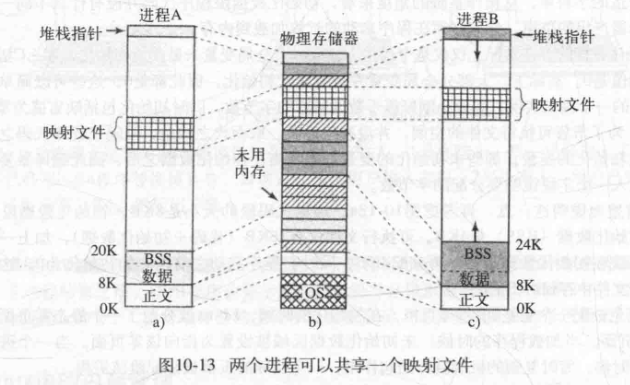 进程A
堆栈指针
映射文件
20K
BSS
数据
8K
正文
0K
a)
物理存储器
未用
内存
OS
b)
进程B
堆栈指针
映射文件
24K
BSS
数据
8K
正文
0K
c)
图10-13 两个进程可以共享一个映射文件